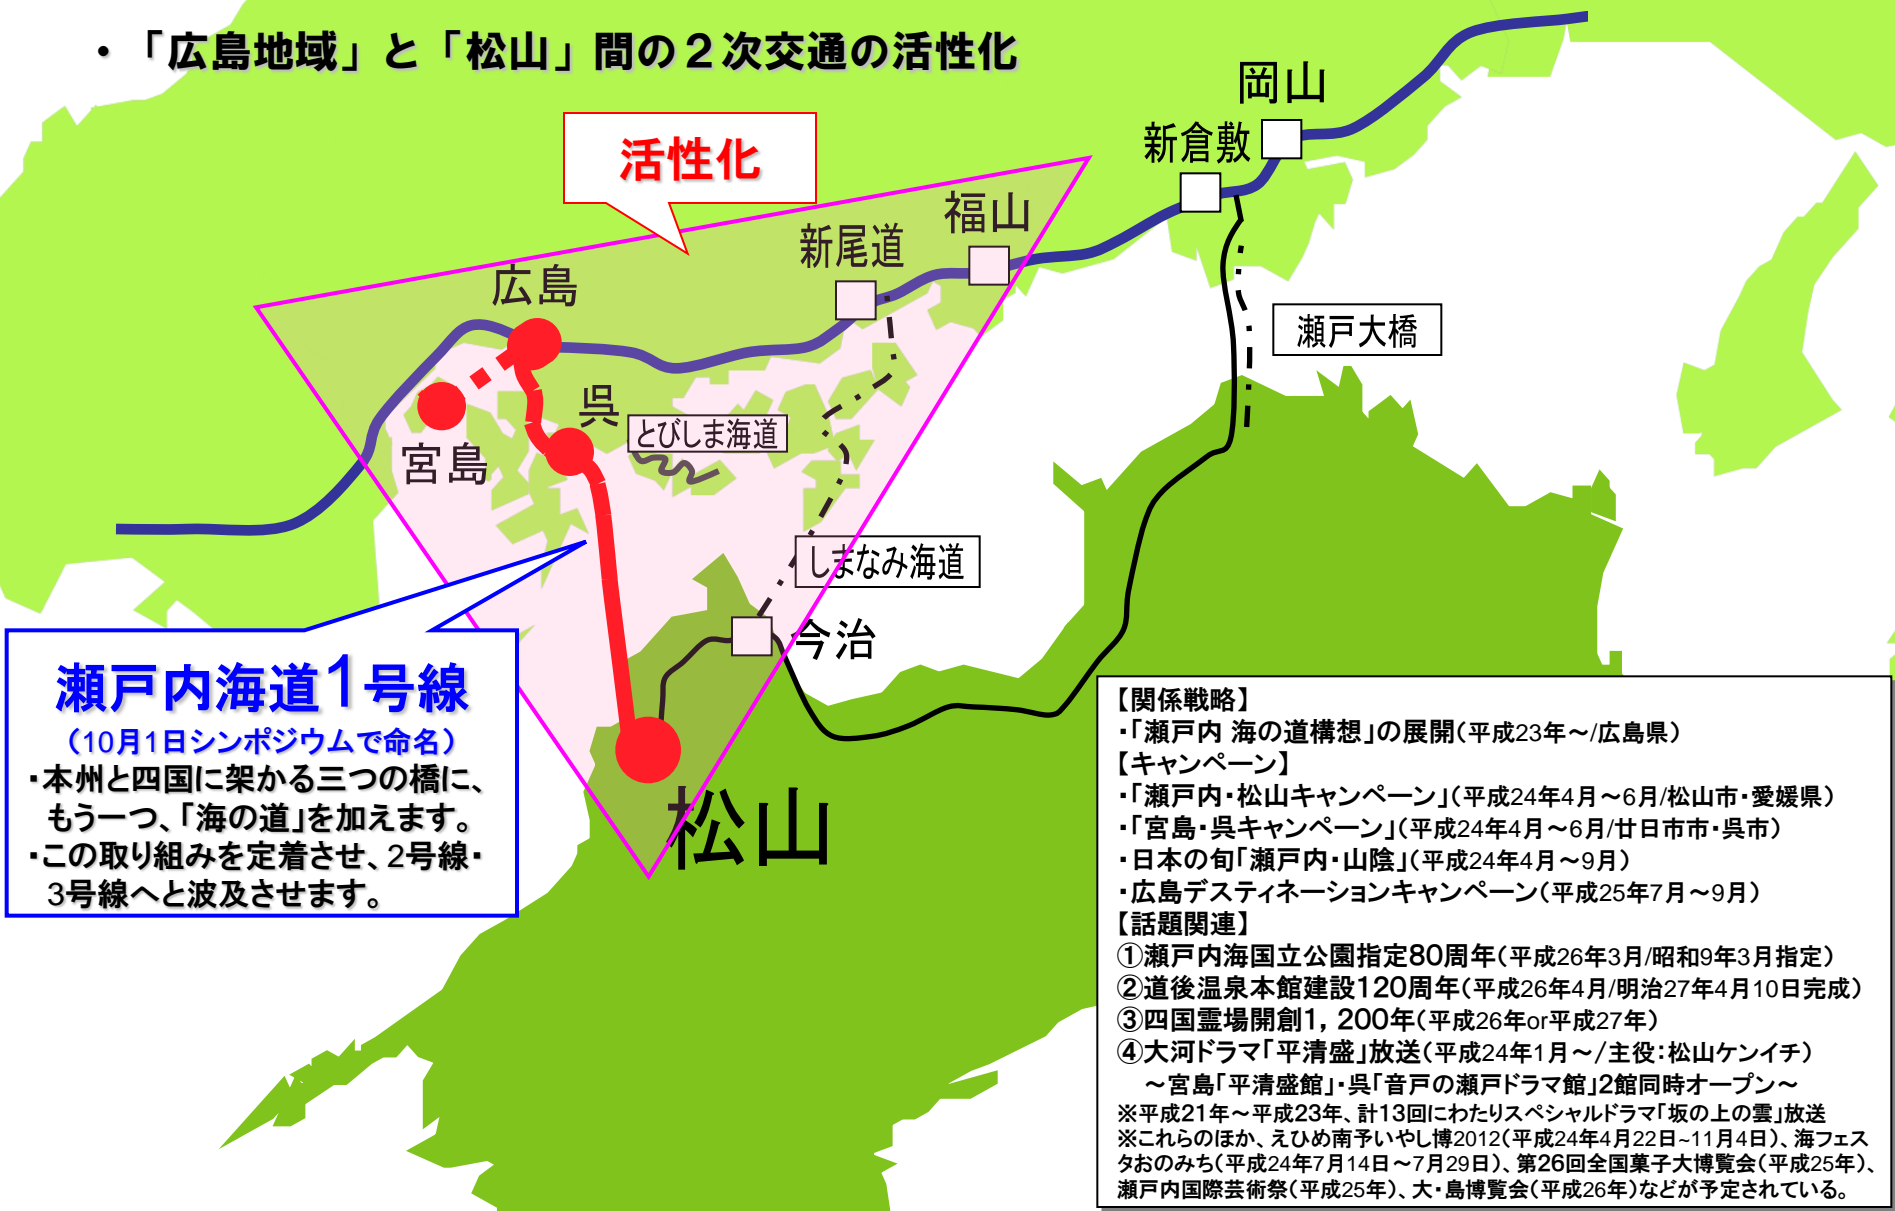 ・「広島地域」と「松山」間の２次交通の活性化
岡山
活性化
新倉敷
福山
新尾道
広島
瀬戸大橋
呉
とびしま海道
宮島
しまなみ海道
今治
瀬戸内海道1号線
（10月1日シンポジウムで命名）
・本州と四国に架かる三つの橋に、
もう一つ、「海の道」を加えます。
・この取り組みを定着させ、2号線・
3号線へと波及させます。
松山
【関係戦略】
・「瀬戸内 海の道構想」の展開（平成23年～/広島県）
【キャンペーン】
・「瀬戸内・松山キャンペーン」（平成24年4月～6月/松山市・愛媛県）
・「宮島・呉キャンペーン」（平成24年4月～6月/廿日市市・呉市）
・日本の旬「瀬戸内・山陰」（平成24年4月～9月）
・広島デスティネーションキャンペーン（平成25年7月～9月）
【話題関連】
①瀬戸内海国立公園指定80周年（平成26年3月/昭和9年3月指定）
②道後温泉本館建設120周年（平成26年4月/明治27年4月10日完成）
③四国霊場開創1，200年（平成26年or平成27年）
④大河ドラマ「平清盛」放送（平成24年1月～/主役：松山ケンイチ）
～宮島「平清盛館」・呉「音戸の瀬戸ドラマ館」2館同時オープン～
※平成21年～平成23年、計13回にわたりスペシャルドラマ「坂の上の雲」放送
※これらのほか、えひめ南予いやし博2012（平成24年4月22日~11月4日）、海フェス
タおのみち（平成24年7月14日～7月29日）、第26回全国菓子大博覧会（平成25年）、
瀬戸内国際芸術祭（平成25年）、大・島博覧会（平成26年）などが予定されている。